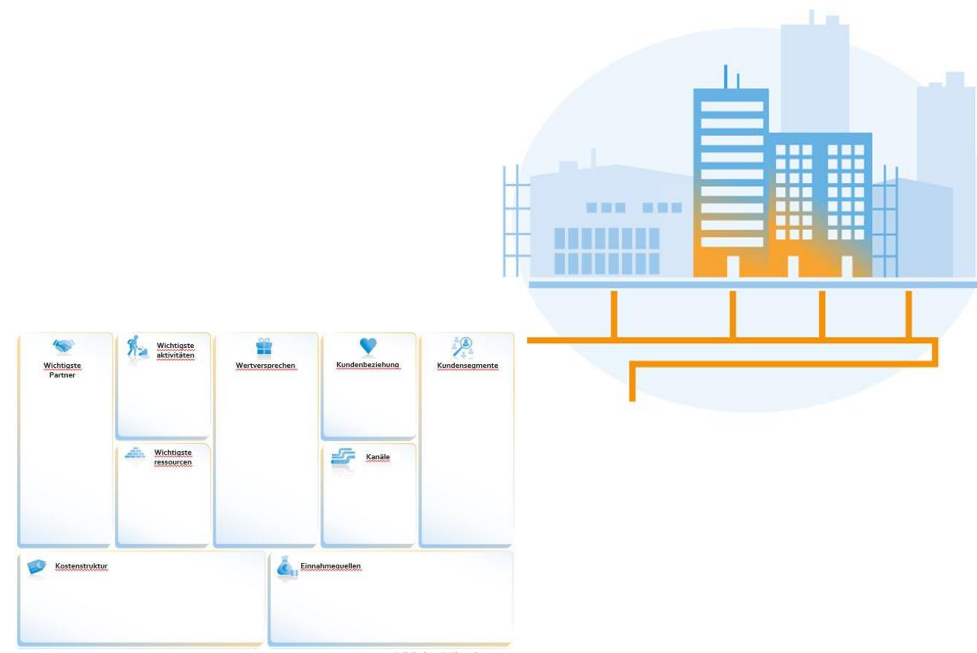 Wichtigste
Partner
Wichtigste
aktivitäten
Wichtigste
ressourcen
Wertversprechen
Kundenbeziehung
Kanäle
Kundensegmente
Kostenstruktur
Einnahmequellen